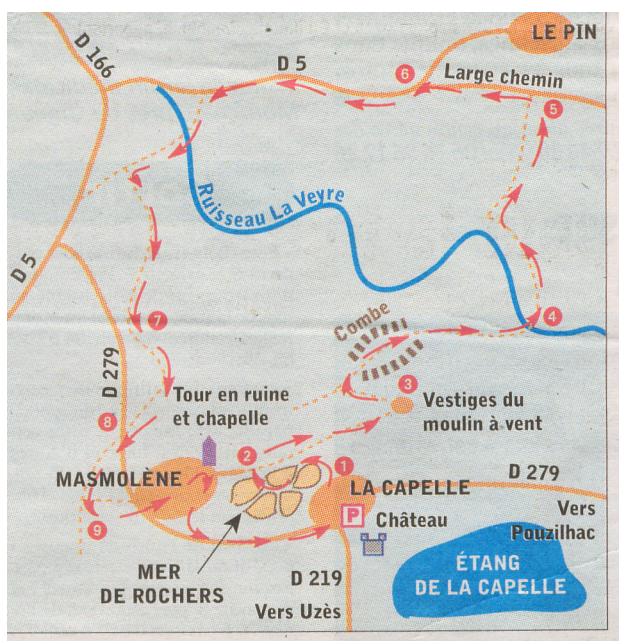 LE PIN
D 166
D 5
6
Large chemin
5
Ruisseau La Veyre
D 5
Combe
4
7
D 279
3
Tour en ruine
et chapelle
Vestiges du
moulin à vent
8
2
1
MASMOLÈNE
LA CAPELLE
D 279
P
Château
Vers
Pouzilhac
9
MER
DE ROCHERS
D 219
Vers Uzès
ÉTANG
DE LA CAPELLE